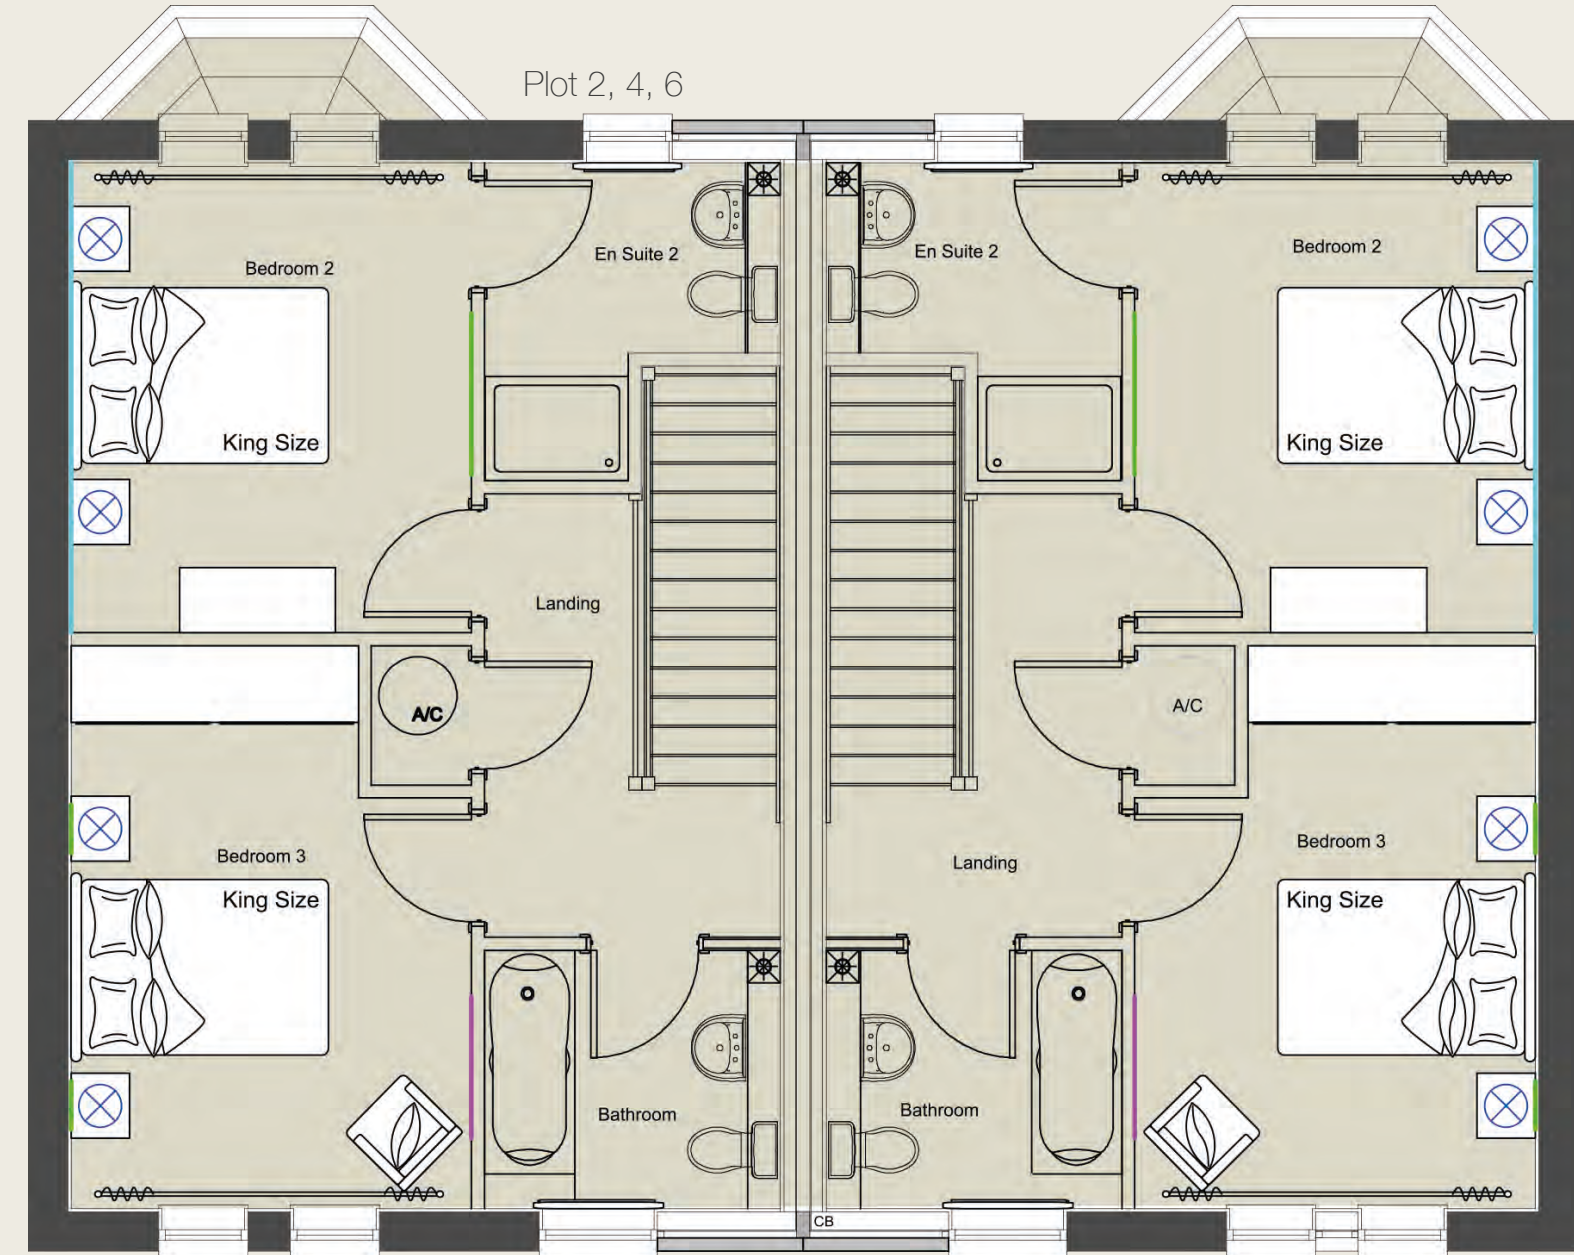 Plot 2, 4, 6
Bedroom 2
En Suite 2
En Suite 2
Bedroom 2
King Size
King Size
Landing
A/C
A/C
Bedroom 3
King Size
Landing
Bedroom 3
King Size
Bathroom
Bathroom
CB